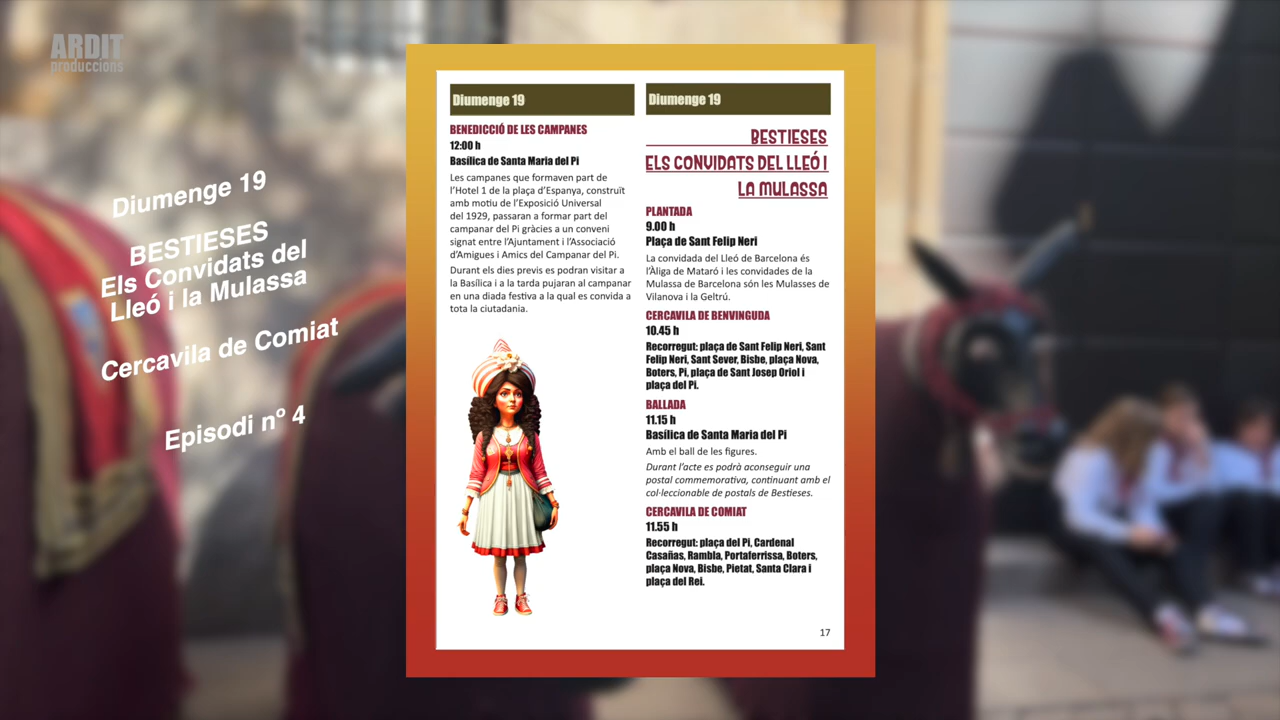 ARDIT
produccions
Diumenge 19
BESTIESES
Els Convidats del
Lleó i la Mulassa
Cercavila de Comiat
Episodi nº 4
Diumenge 19
BENEDICCIÓ DE LES CAMPANES
12:00 h
Basílica de Santa Maria del Pi
Les campanes que formaven part de
l'Hotel 1 de la plaça d'Espanya, construït
amb motiu de l'Exposició Universal
del 1929, passaran a formar part del
campanar del Pi gràcies a un conveni
signat entre l'Ajuntament i l'Associació
d'Amigues i Amics del Campanar del Pi.
Durant els dies previs es podran visitar a
la Basílica i a la tarda pujaran al campanar
en una diada festiva a la qual es convida a
tota la ciutadania.
Diumenge 19
BESTIESES
ELS CONVIDATS DEL LLEÓ I
LA MULASSA
PLANTADA
9.00 h
Plaça de Sant Felip Neri
La convidada del Lleó de Barcelona és
l'Àliga de Mataró i les convidades de la
Mulassa de Barcelona són les Mulasses de
Vilanova i la Geltrú.
CERCAVILA DE BENVINGUDA
10.45 h
Recorregut: plaça de Sant Felip Neri, Sant
Felip Neri, Sant Sever, Bisbe, plaça Nova,
Boters, Pi, plaça de Sant Josep Oriol i
plaça del Pi.
BALLADA
11.15 h
Basílica de Santa Maria del Pi
Amb el ball de les figures.
Durant l'acte es podrà aconseguir una
postal commemorativa, continuant amb el
col·leccionable de postals de Bestieses.
CERCAVILA DE COMIAT
11.55 h
Recorregut: plaça del Pi, Cardenal
Casañas, Rambla, Portaferrissa, Boters,
plaça Nova, Bisbe, Pietat, Santa Clara i
plaça del Rei.
17